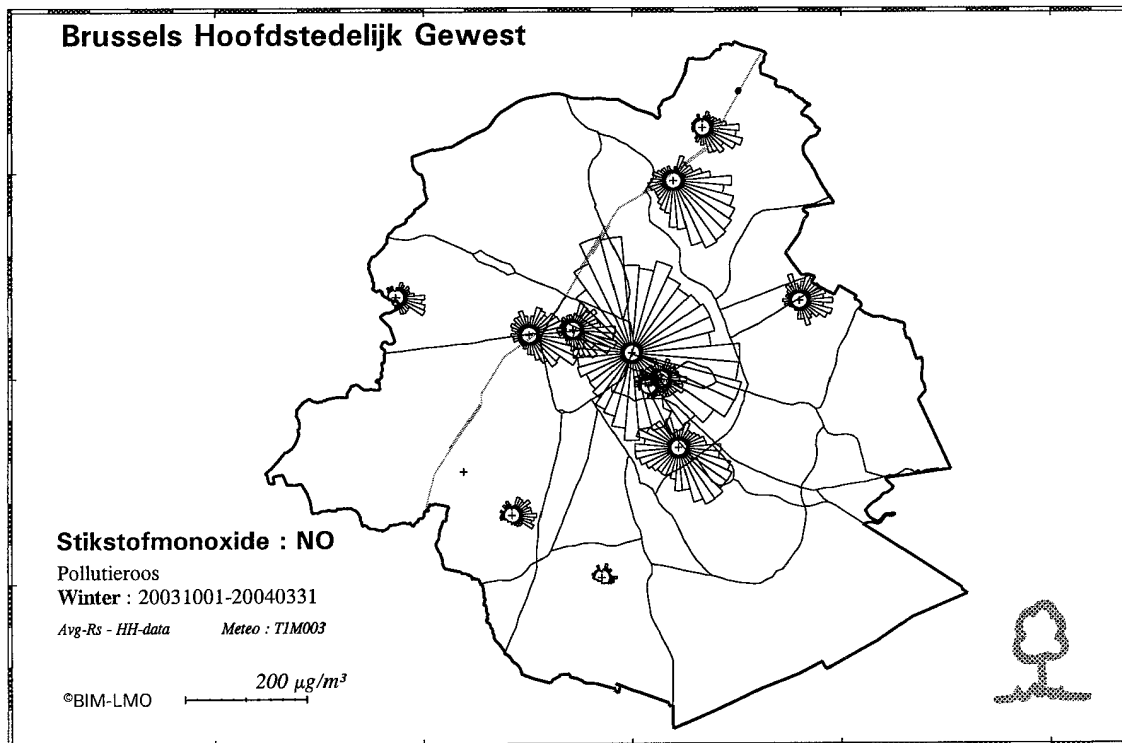 Brussels Hoofdstedelijk Gewest
Stikstofmonoxide : NO
Pollutieroos
Winter : 20031001-20040331
Avg-Rs - HH-data Meteo : T1M003
200 µg/m³
©BIM-LMO